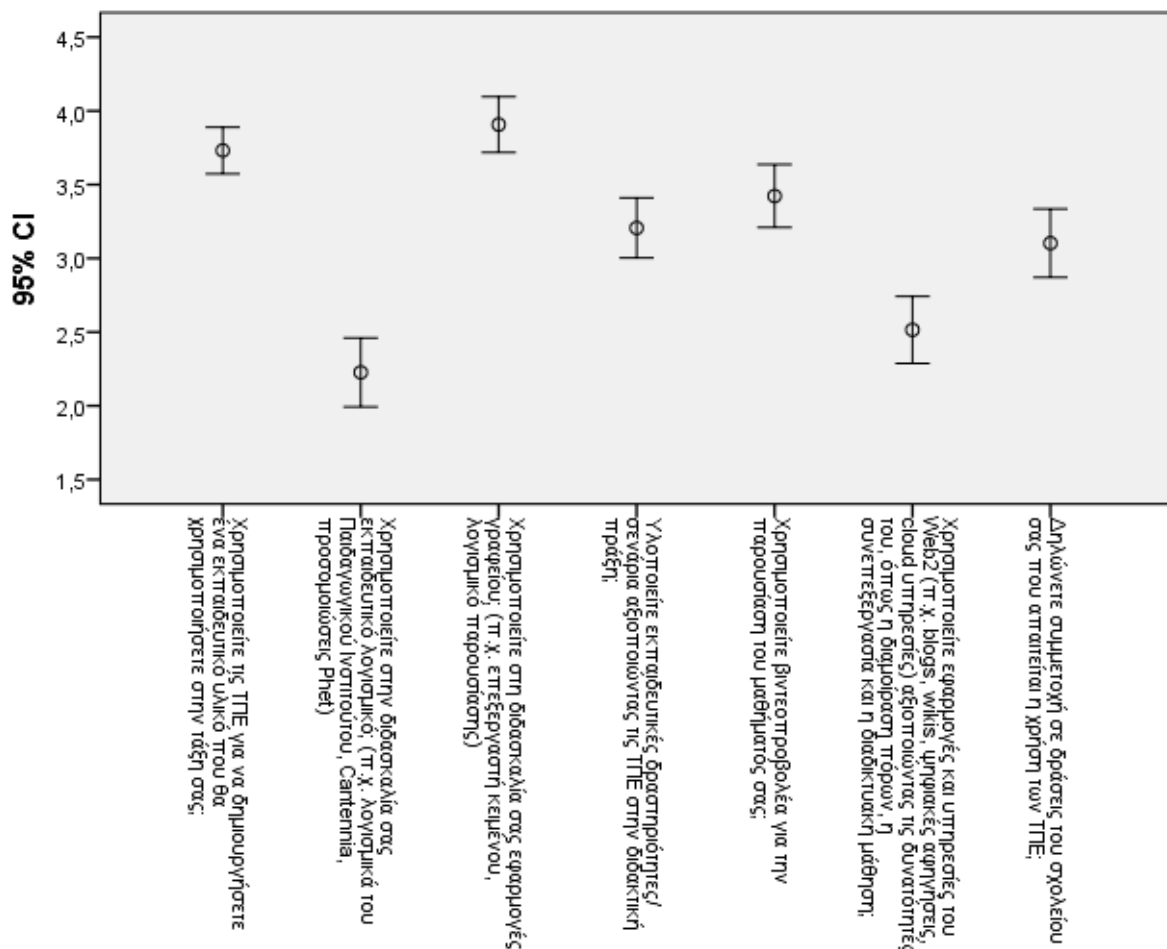 4,5
4,0
3,5
3,0
2,5
2,0
1,5
95% CI
Χρησιμοποιείτε τις ΤΠΕ για να δημιουργήσετε
ένα εκπαιδευτικό υλικό που θα
χρησιμοποιήσετε στην τάξη σας;
Χρησιμοποιείτε στην διδασκαλία σας
εκπαιδευτικό λογισμικό; (π.χ. λογισμικά του
Παιδαγωγικού Ινστιτούτου, Cantennia,
προσομοιώσεις Phet)
Χρησιμοποιείτε στη διδασκαλία σας εφαρμογές
γραφείου; (π.χ. επεξεργαστή κειμένου,
λογισμικό παρουσίασης)
Υλοποιείτε εκπαιδευτικές δραστηριότητες/
σενάρια αξιοποιώντας τις ΤΠΕ στην διδακτική
πράξη;
Χρησιμοποιείτε βιντεοπροβολέα για την
παρουσίαση του μαθήματός σας;
Χρησιμοποιείτε εφαρμογές και υπηρεσίες του
Web2 (π.χ. blogs, wikis, ψηφιακές αφηγήσεις,
cloud υπηρεσίες) αξιοποιώντας τις δυνατότητές
του, όπως η διαμοίραση πόρων, η
συνεπεξεργασία και η διαδικτυακή μάθηση;
Δηλώνετε συμμετοχή σε δράσεις του σχολείου
σας που απαιτείται η χρήση των ΤΠΕ;